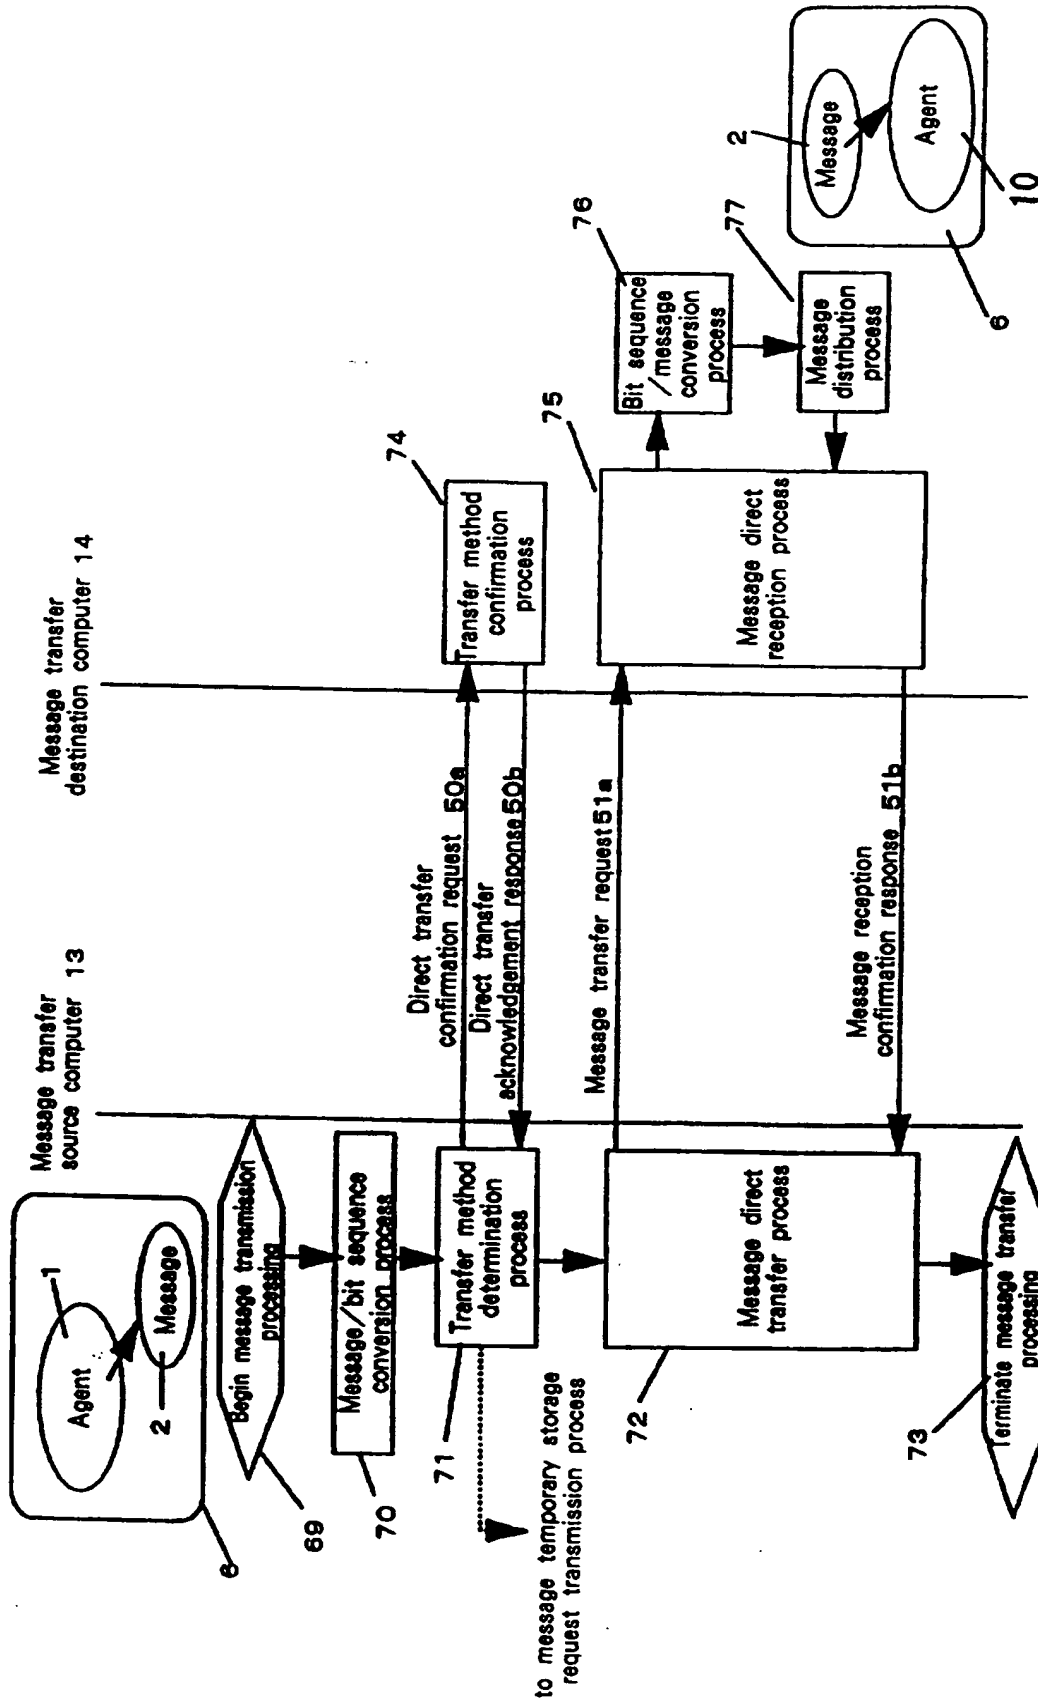 Message transfer
source computer 13
Message transfer
destination computer 14
Agent
1
Message
2
6
Begin message transmission
processing
69
Message/bit sequence
conversion process
70
Transfer method
determination
process
71
to message temporary storage
request transmission process
Direct transfer
confirmation request 50a
Direct transfer
acknowledgement response 50b
Transfer method
confirmation
process
74
Message direct
transfer process
72
Message transfer request 51a
Message reception
confirmation response 51b
Message direct
reception process
75
Bit sequence
/message
conversion
process
76
Message
distribution
process
77
Message
2
Agent
10
6
Terminate message transfer
processing
73